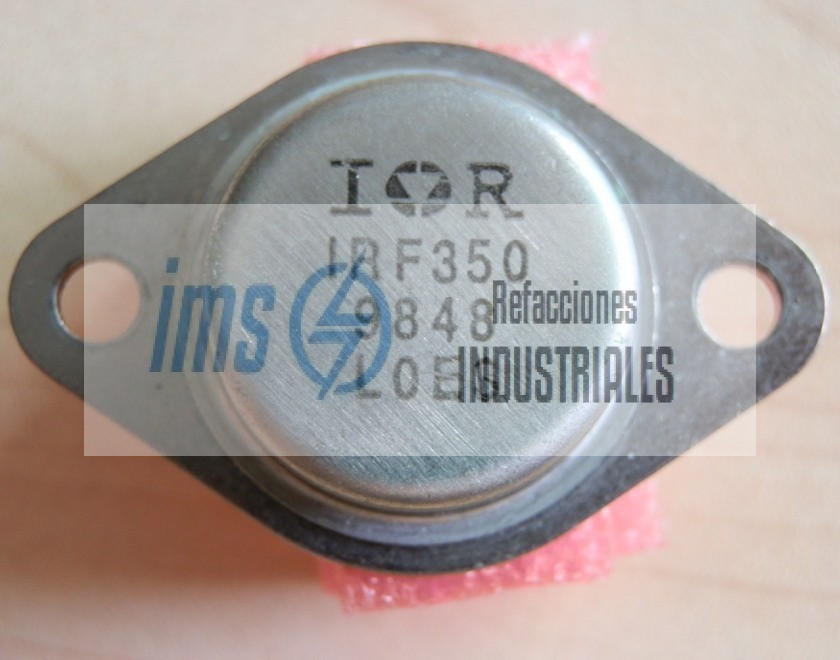 IOR
IRF350
9848
ims
Refacciones
INDUSTRIALES